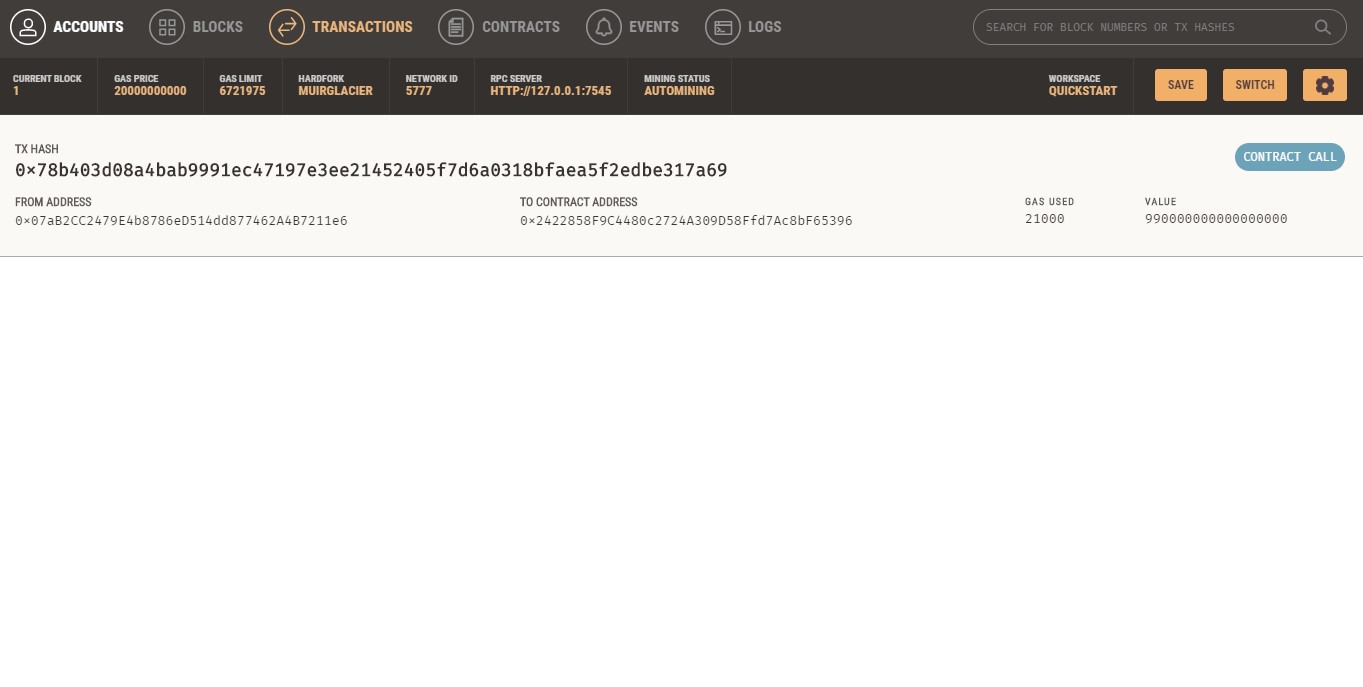 ACCOUNTS BLOCKS TRANSACTIONS CONTRACTS EVENTS LOGS SEARCH FOR BLOCK NUMBERS OR TX HASHES
CURRENT BLOCK GAS PRICE GAS LIMIT HARDFORK NETWORK ID RPC SERVER MINING STATUS WORKSPACE
1 20000000000 6721975 MUIRGLACIER 5777 HTTP://127.0.0.1:7545 AUTOMINING QUICKSTART SAVE SWITCH
TX HASH
0×78b403d08a4bab9991ec47197e3ee21452405f7d6a0318bfaea5f2edbe317a69 CONTRACT CALL
FROM ADDRESS TO CONTRACT ADDRESS GAS USED VALUE
0×07aB2CC2479E4b8786eD514dd877462A4B7211e6 0×2422858F9C4480c2724A309D58Ffd7Ac8bF65396 21000 990000000000000000